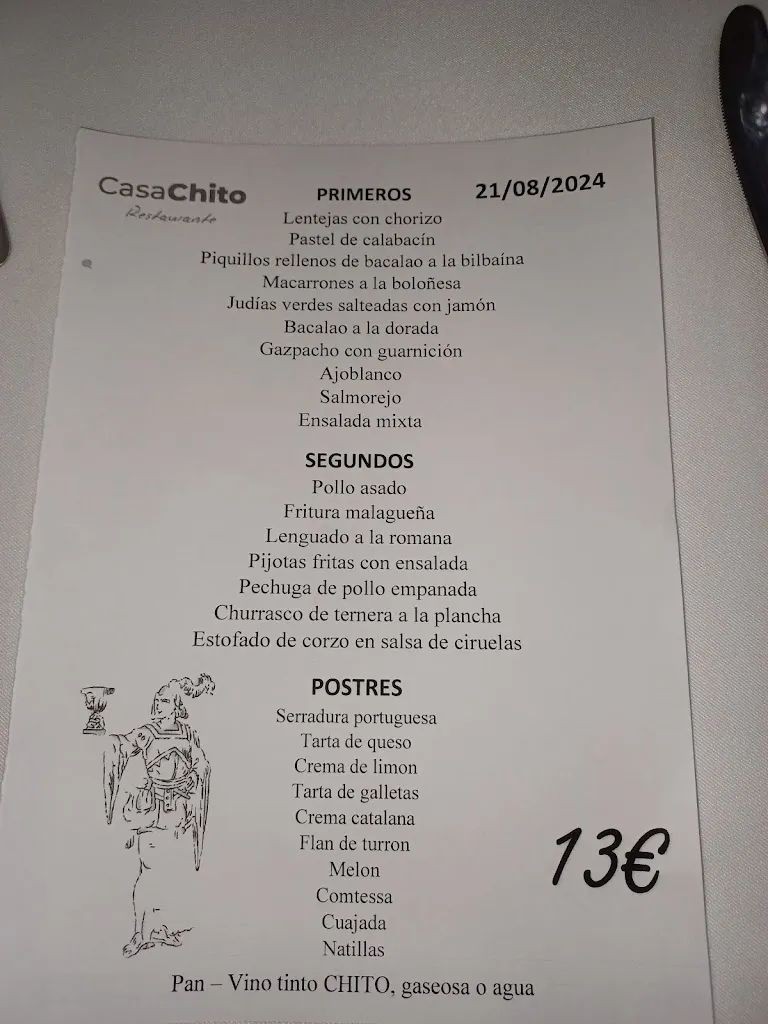 CasaChito
Restaurante
21/08/2024
PRIMEROS
Lentejas con chorizo
Pastel de calabacín
Piquillos rellenos de bacalao a la bilbaína
Macarrones a la boloñesa
Judías verdes salteadas con jamón
Bacalao a la dorada
Gazpacho con guarnición
Ajoblanco
Salmorejo
Ensalada mixta
SEGUNDOS
Pollo asado
Fritura malagueña
Lenguado a la romana
Pijotas fritas con ensalada
Pechuga de pollo empanada
Churrasco de ternera a la plancha
Estofado de corzo en salsa de ciruelas
POSTRES
Serradura portuguesa
Tarta de queso
Crema de limon
Tarta de galletas
Crema catalana
Flan de turron
Melon
Comtessa
Cuajada
Natillas
13€
Pan – Vino tinto CHITO, gaseosa o agua